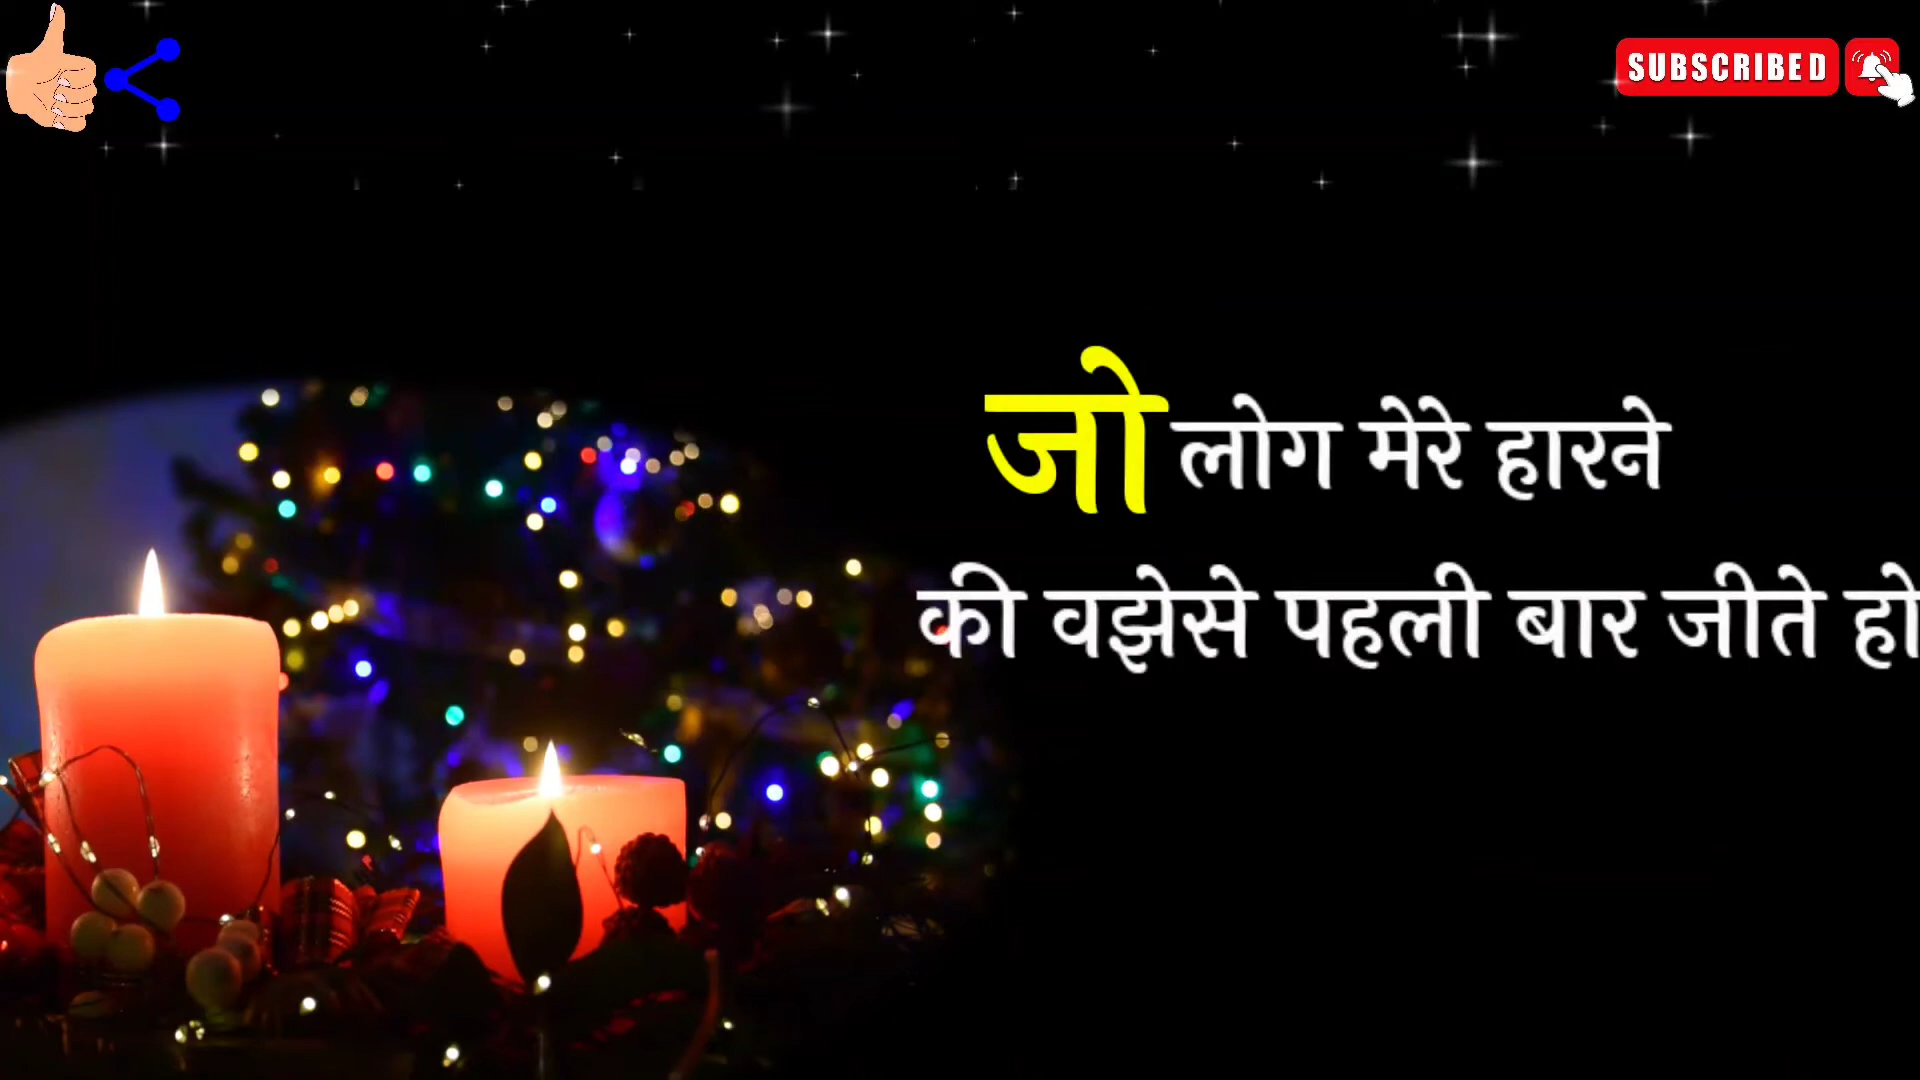 SUBSCRIBED
जो लोग मेरे हारने
की वझेसे पहली बार जीते हो